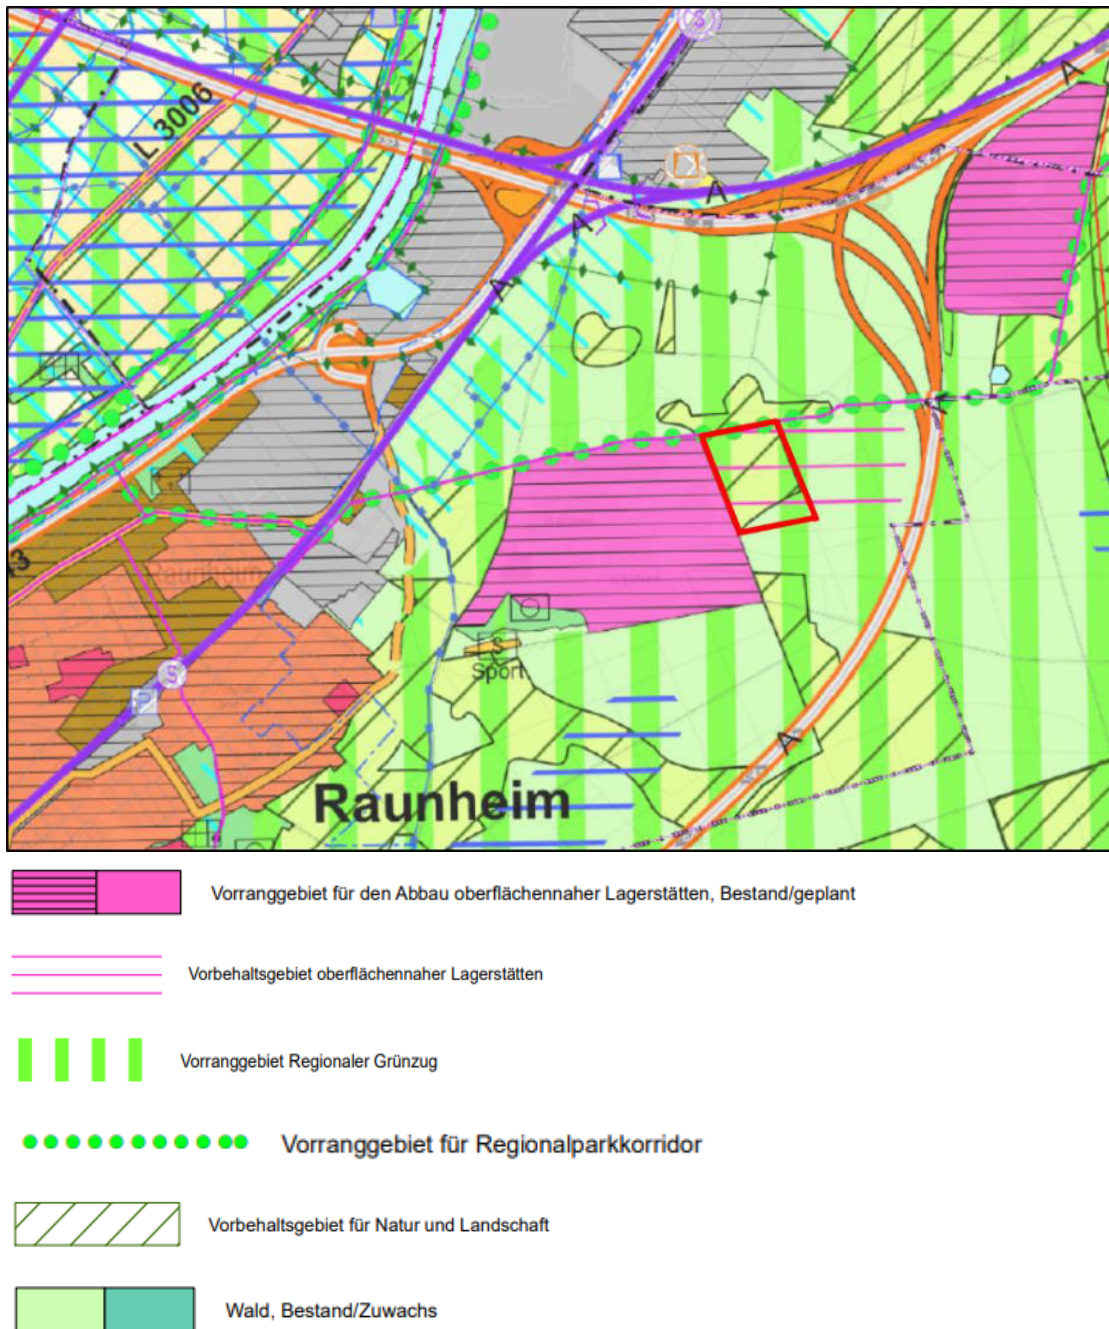 S
L 3006
A
A
A
A
A
Raunheim
S
P
S
Sport
A
Raunheim
Vorranggebiet für den Abbau oberflächennaher Lagerstätten, Bestand/geplant
Vorbehaltsgebiet oberflächennaher Lagerstätten
Vorranggebiet Regionaler Grünzug
Vorranggebiet für Regionalparkkorridor
Vorbehaltsgebiet für Natur und Landschaft
Wald, Bestand/Zuwachs